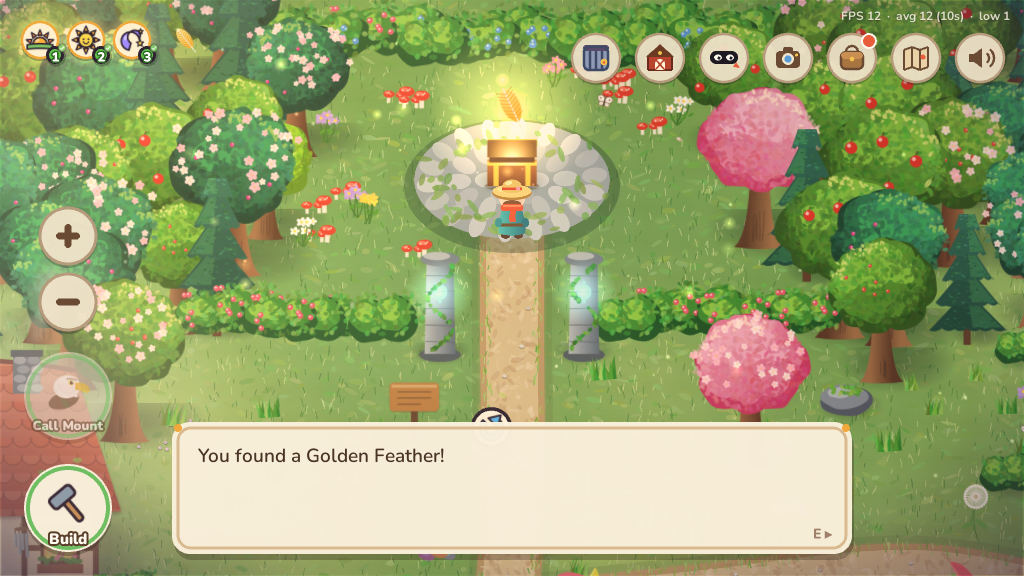 FPS 12 · avg 12 (10s) · low 1
1 2 3
Call Mount
Build
You found a Golden Feather!
E ▸